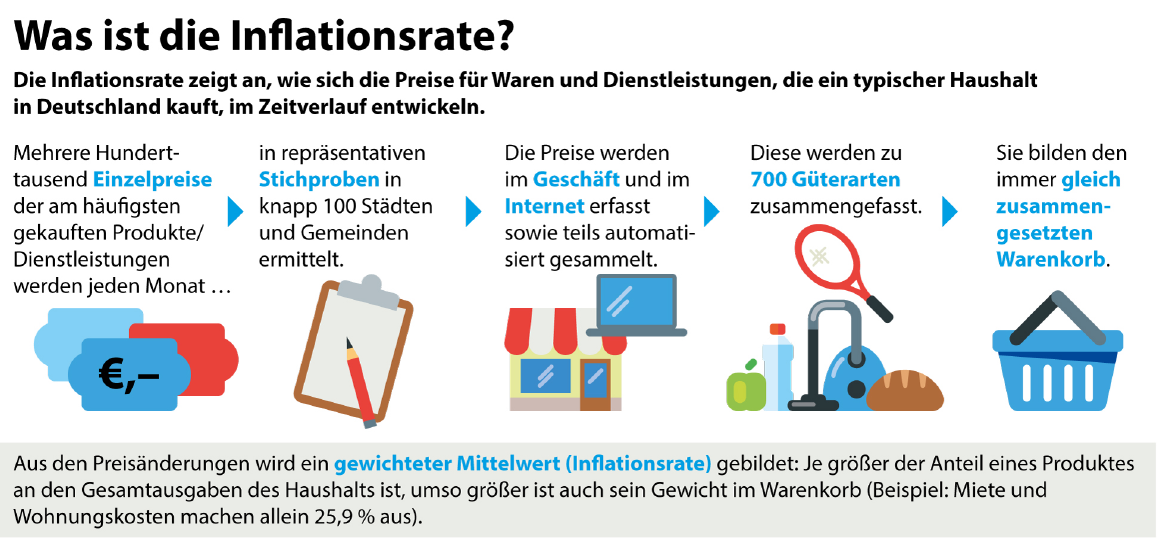 Was ist die Inflationsrate?
Die Inflationsrate zeigt an, wie sich die Preise für Waren und Dienstleistungen, die ein typischer Haushalt
in Deutschland kauft, im Zeitverlauf entwickeln.
Mehrere Hundert-
tausend Einzelpreise
der am häufigsten
gekauften Produkte/
Dienstleistungen
werden jeden Monat ...
in repräsentativen
Stichproben in
knapp 100 Städten
und Gemeinden
ermittelt.
Die Preise werden
im Geschäft und im
Internet erfasst
sowie teils automati-
siert gesammelt.
Diese werden zu
700 Güterarten
zusammengefasst.
Sie bilden den
immer gleich
zusammen-
gesetzten
Warenkorb.
€,–
Aus den Preisänderungen wird ein gewichteter Mittelwert (Inflationsrate) gebildet: Je größer der Anteil eines Produktes
an den Gesamtausgaben des Haushalts ist, umso größer ist auch sein Gewicht im Warenkorb (Beispiel: Miete und
Wohnungskosten machen allein 25,9 % aus).